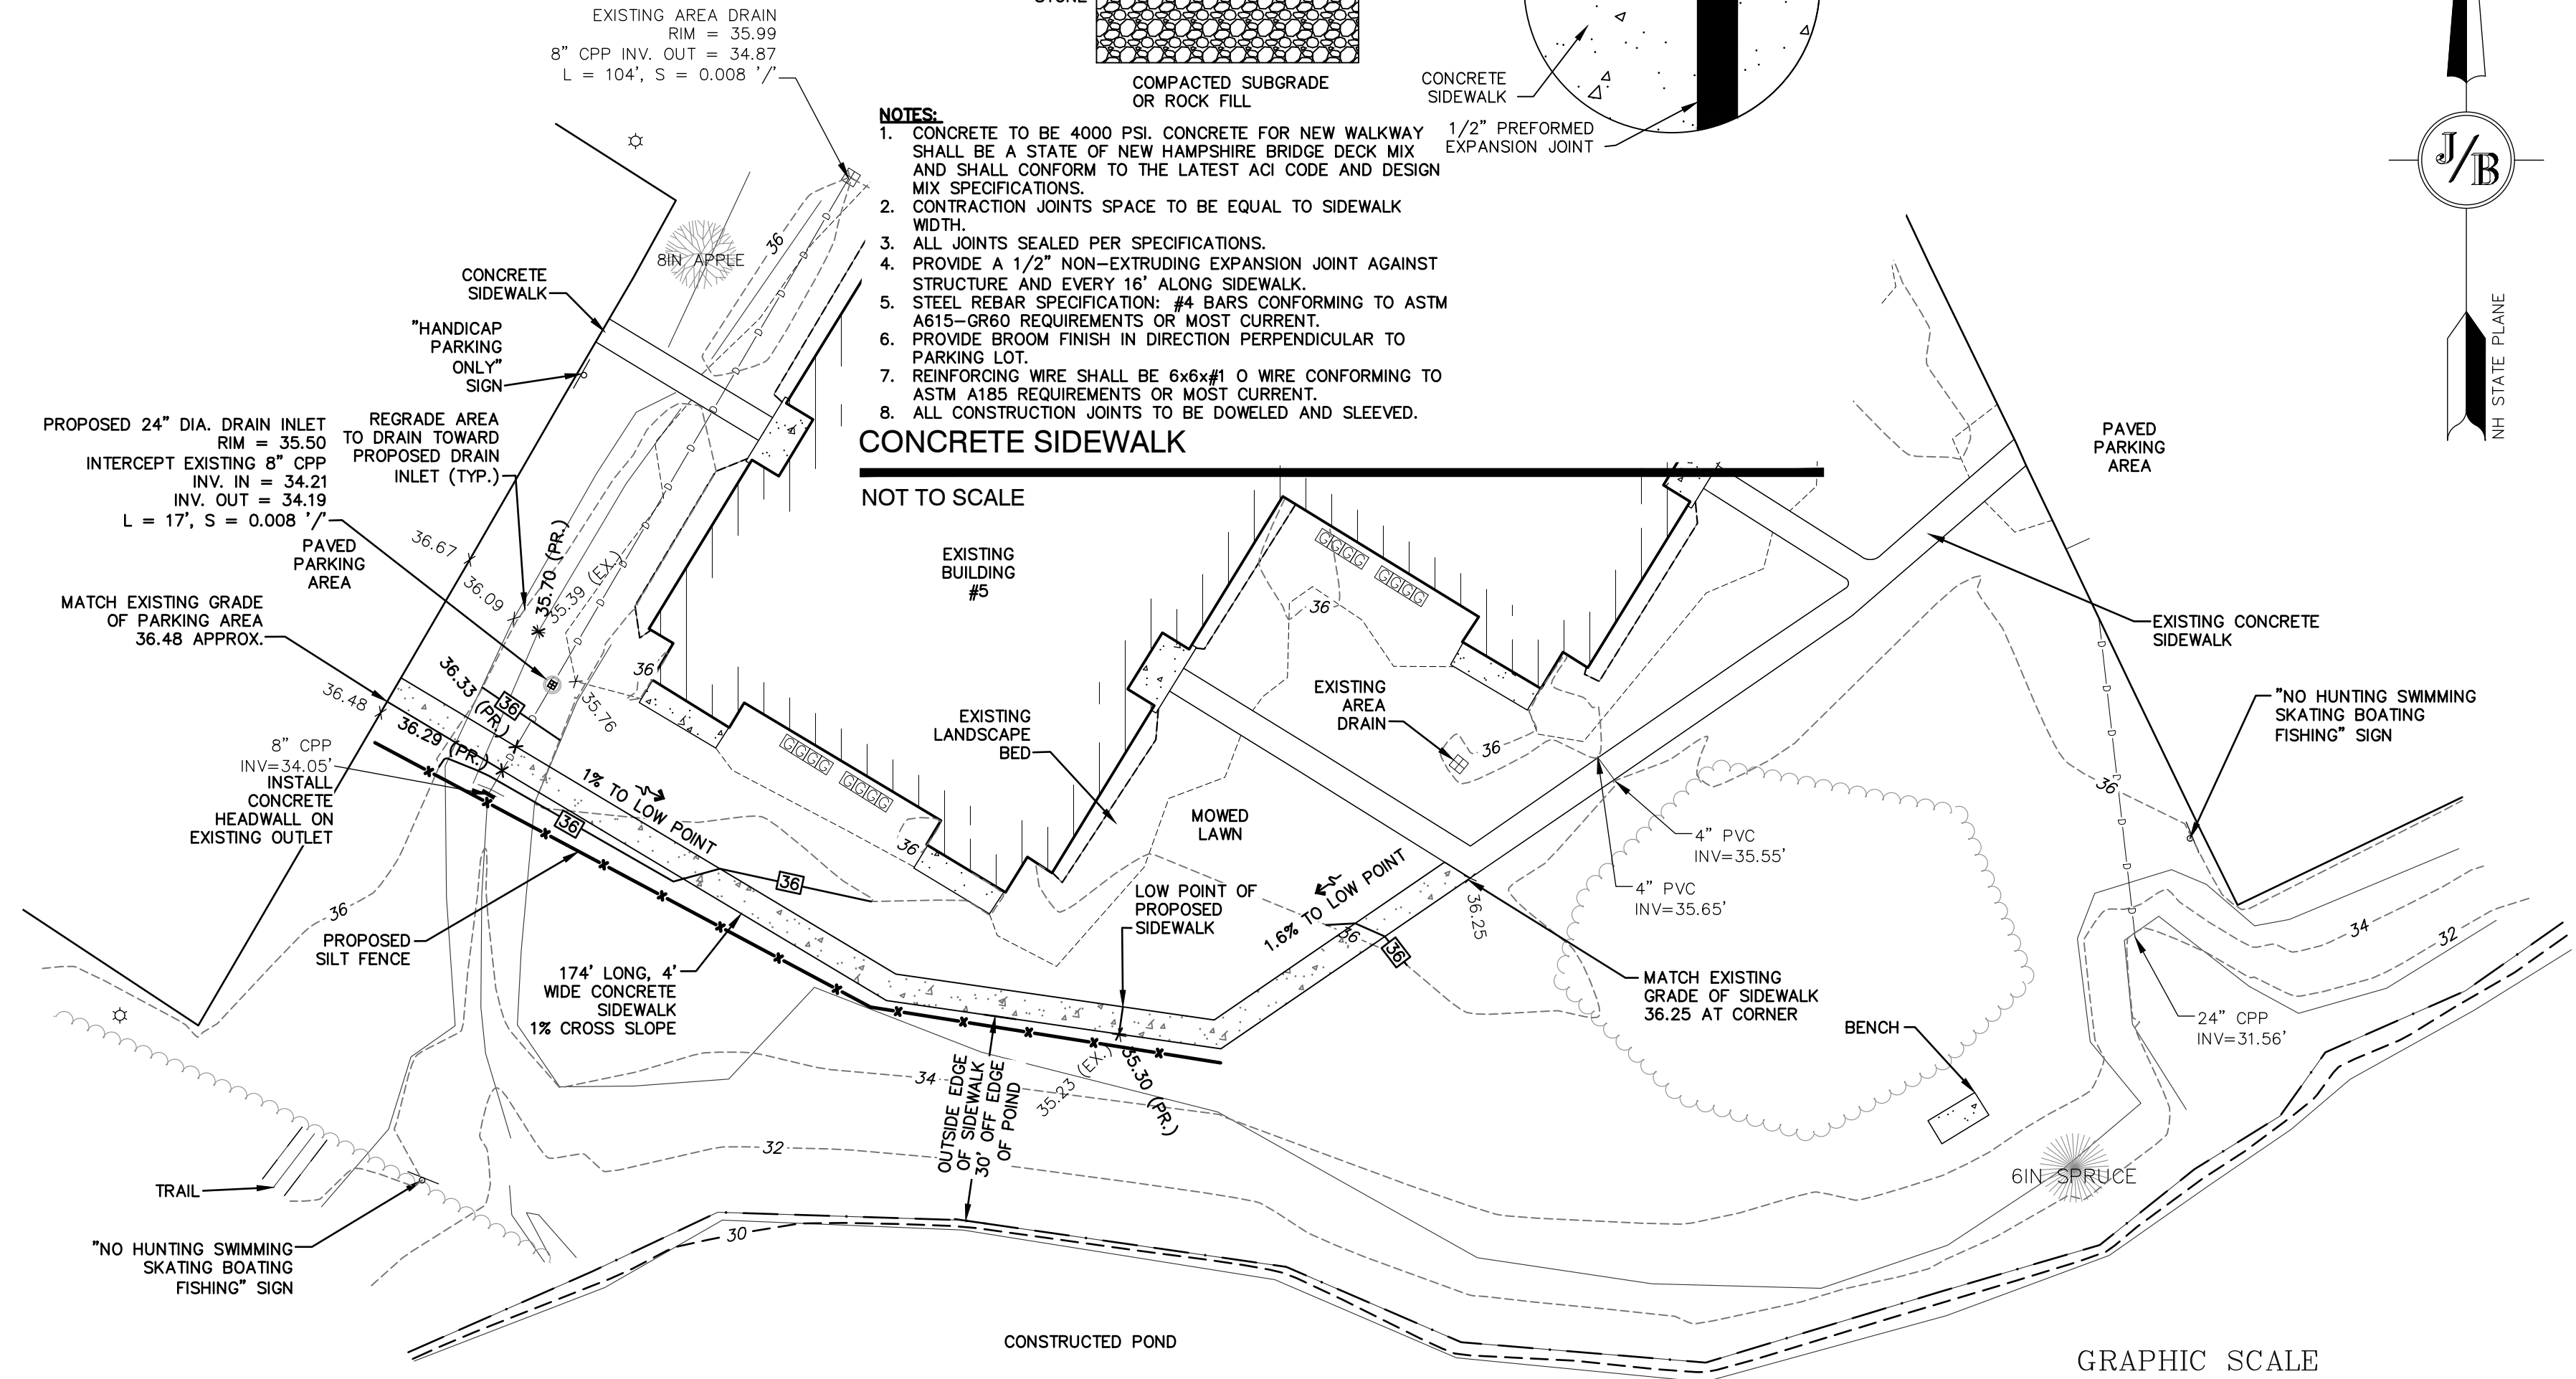 STONE
EXISTING AREA DRAIN
RIM = 35.99
8" CPP INV. OUT = 34.87
L = 104', S = 0.008 '/'
COMPACTED SUBGRADE
OR ROCK FILL
CONCRETE
SIDEWALK
1/2" PREFORMED
EXPANSION JOINT
J/B
NH STATE PLANE
NOTES:
1. CONCRETE TO BE 4000 PSI. CONCRETE FOR NEW WALKWAY
SHALL BE A STATE OF NEW HAMPSHIRE BRIDGE DECK MIX
AND SHALL CONFORM TO THE LATEST ACI CODE AND DESIGN
MIX SPECIFICATIONS.
2. CONTRACTION JOINTS SPACE TO BE EQUAL TO SIDEWALK
WIDTH.
3. ALL JOINTS SEALED PER SPECIFICATIONS.
4. PROVIDE A 1/2" NON-EXTRUDING EXPANSION JOINT AGAINST
STRUCTURE AND EVERY 16' ALONG SIDEWALK.
5. STEEL REBAR SPECIFICATION: #4 BARS CONFORMING TO ASTM
A615-GR60 REQUIREMENTS OR MOST CURRENT.
6. PROVIDE BROOM FINISH IN DIRECTION PERPENDICULAR TO
PARKING LOT.
7. REINFORCING WIRE SHALL BE 6x6x#1 0 WIRE CONFORMING TO
ASTM A185 REQUIREMENTS OR MOST CURRENT.
8. ALL CONSTRUCTION JOINTS TO BE DOWELED AND SLEEVED.
CONCRETE SIDEWALK
NOT TO SCALE
36
8IN APPLE
CONCRETE
SIDEWALK
"HANDICAP
PARKING
ONLY"
SIGN
REGRADE AREA
TO DRAIN TOWARD
PROPOSED DRAIN
INLET (TYP.)
PROPOSED 24" DIA. DRAIN INLET
RIM = 35.50
INTERCEPT EXISTING 8" CPP
INV. IN = 34.21
INV. OUT = 34.19
L = 17', S = 0.008 '/'
PAVED
PARKING
AREA
36.67
36.09
35.70 (PR.)
35.39 (EX.)
MATCH EXISTING GRADE
OF PARKING AREA
36.48 APPROX.
36.48
36.33
(PR.)
36
35.76
36
36.29 (PR.)
8" CPP
INV=34.05'
INSTALL
CONCRETE
HEADWALL ON
EXISTING OUTLET
1% TO LOW POINT
36
GGGG GGGG
EXISTING
BUILDING
#5
EXISTING
LANDSCAPE
BED
36
36
GGGG GGGG
36
EXISTING
AREA
DRAIN
36
MOWED
LAWN
PAVED
PARKING
AREA
EXISTING CONCRETE
SIDEWALK
"NO HUNTING SWIMMING
SKATING BOATING
FISHING" SIGN
36
4" PVC
INV=35.55'
4" PVC
INV=35.65'
LOW POINT OF
PROPOSED
SIDEWALK
1.6% TO LOW POINT
36
36
36.25
MATCH EXISTING
GRADE OF SIDEWALK
36.25 AT CORNER
BENCH
34
32
24" CPP
INV=31.56'
6IN SPRUCE
36
PROPOSED
SILT FENCE
174' LONG, 4'
WIDE CONCRETE
SIDEWALK
1% CROSS SLOPE
34
OUTSIDE EDGE
OF SIDEWALK
30' OFF EDGE
OF POIND
35.23 (EX.)
35.30 (PR.)
32
30
TRAIL
"NO HUNTING SWIMMING
SKATING BOATING
FISHING" SIGN
CONSTRUCTED POND
GRAPHIC SCALE